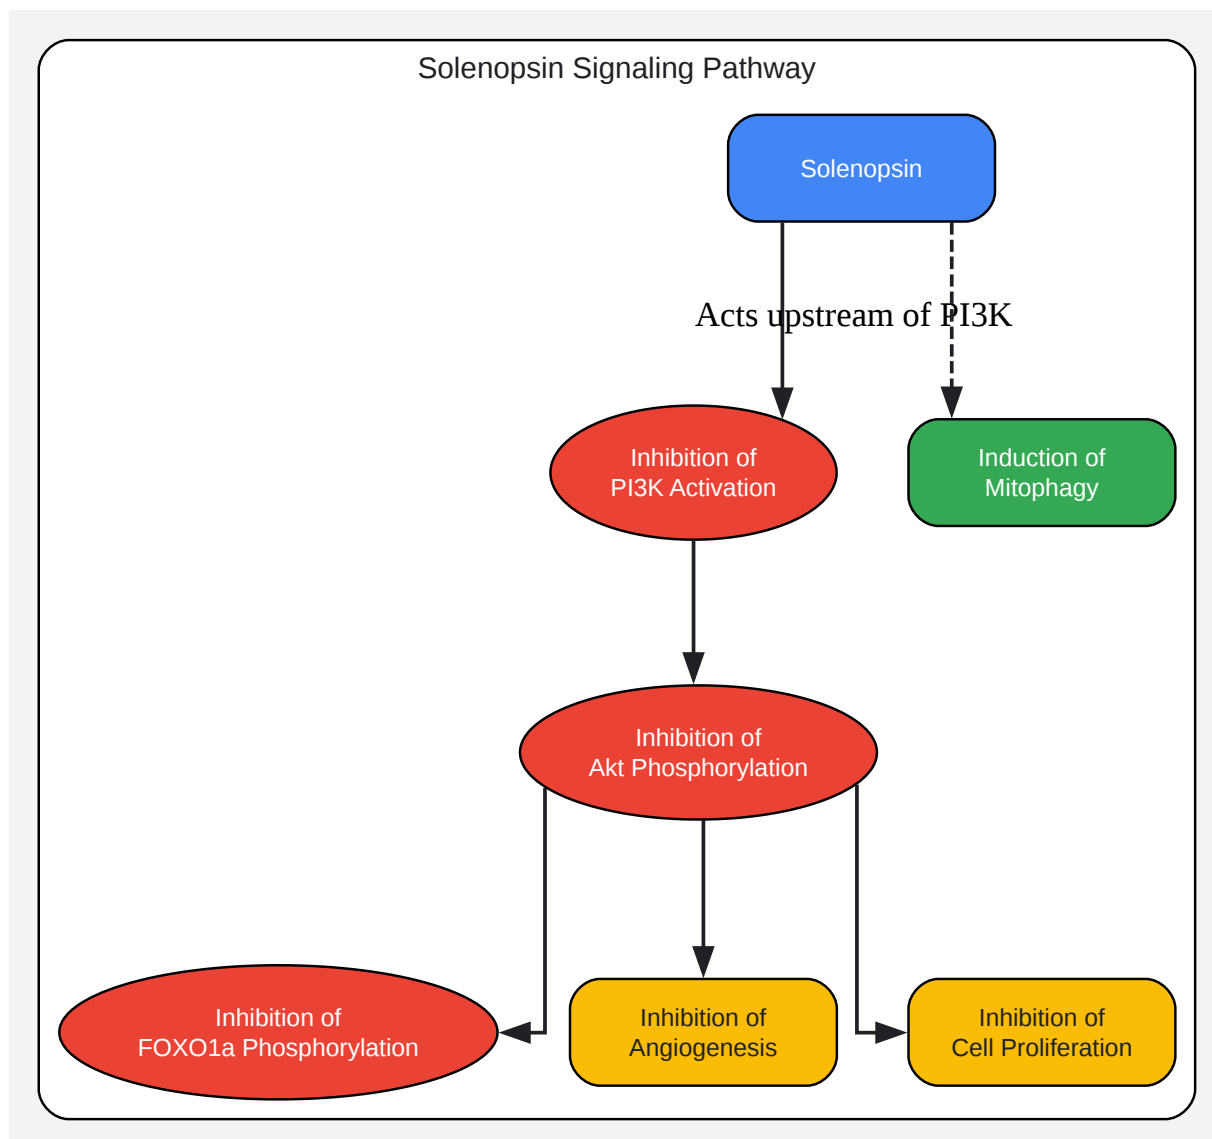 Solenopsin Signaling Pathway
Solenopsin
Acts upstream of PI3K
Inhibition of
PI3K Activation
Induction of
Mitophagy
Inhibition of
Akt Phosphorylation
Inhibition of
FOXO1a Phosphorylation
Inhibition of
Angiogenesis
Inhibition of
Cell Proliferation